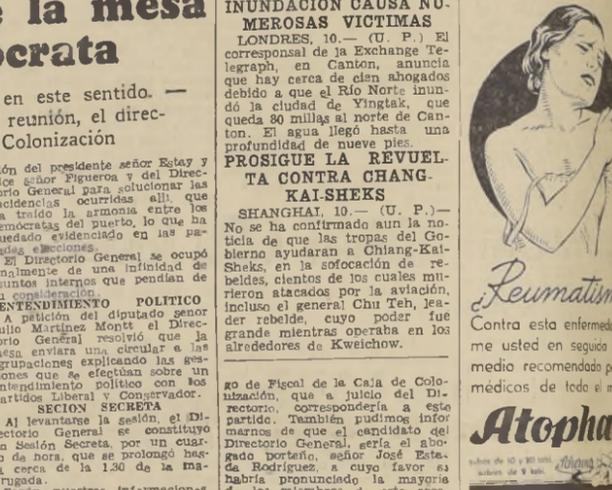 e la mesa
ocrata
en este sentido. —
reunión, el direc-
Colonización
ón del presidente señor Estay y
ice señor Figueroa y del Direc-
orio General para solucionar las
cidencias ocurridas allí, que
a traído la armonía entre los
emócratas del puerto, lo que ha
uedado evidenciado en las pa-
adas elecciones.
El Directorio General se ocupó
nalmente de una infinidad de
untos internos que pendían de
u consideración.
ENTENDIMIENTO POLITICO
A petición del diputado señor
ulio Martínez Montt el Direc-
orio General resolvió que la
esa enviara una circular a las
grupaciones explicando las ges-
ones que se efectúan sobre un
ntendimiento político con los
artidos Liberal y Conservador.
SECION SECRETA
Al levantarse la sesión, el Di-
ectorio General se constituyo
n Sesión Secreta, por un cuar-
o de hora, que se prolongó has-
a cerca de la 1.30 de la ma-
rugada.
INUNDACION CAUSA NU-
MEROSAS VICTIMAS
LONDRES, 10.— (U. P.) El
corresponsal de la Exchange Te-
legraph, en Canton, anuncia
que hay cerca de cien ahogados
debido a que el Río Norte inun-
dó la ciudad de Yingtak, que
queda 80 millas al norte de Can-
ton. El agua llegó hasta una
profundidad de nueve pies.
PROSIGUE LA REVUEL-
TA CONTRA CHANG-
KAI-SHEKS
SHANGHAI, 10.— (U. P.)—
No se ha confirmado aun la no-
ticia de que las tropas del Go-
bierno ayudaran a Chiang-Kai-
Sheks, en la sofocación de re-
beldes, cientos de los cuales mu-
rieron atacados por la aviación,
incluso el general Chu Teh, lea-
der rebelde, cuyo poder fué
grande mientras operaba en los
alrededores de Kweichow.
go de Fiscal de la Caja de Colo-
nización, que a juicio del Di-
rectorio, correspondería a este
partido. También pudimos infor
marnos de que el candidato del
Directorio General, sería el abo-
gado porteño, señor José Esta-
da Rodríguez, a cuyo favor se
habría pronunciado la mayoría
¿Reumatism
Contra esta enfermed
me usted en seguida
medio recomendado p
médicos de todo el m
Atopha